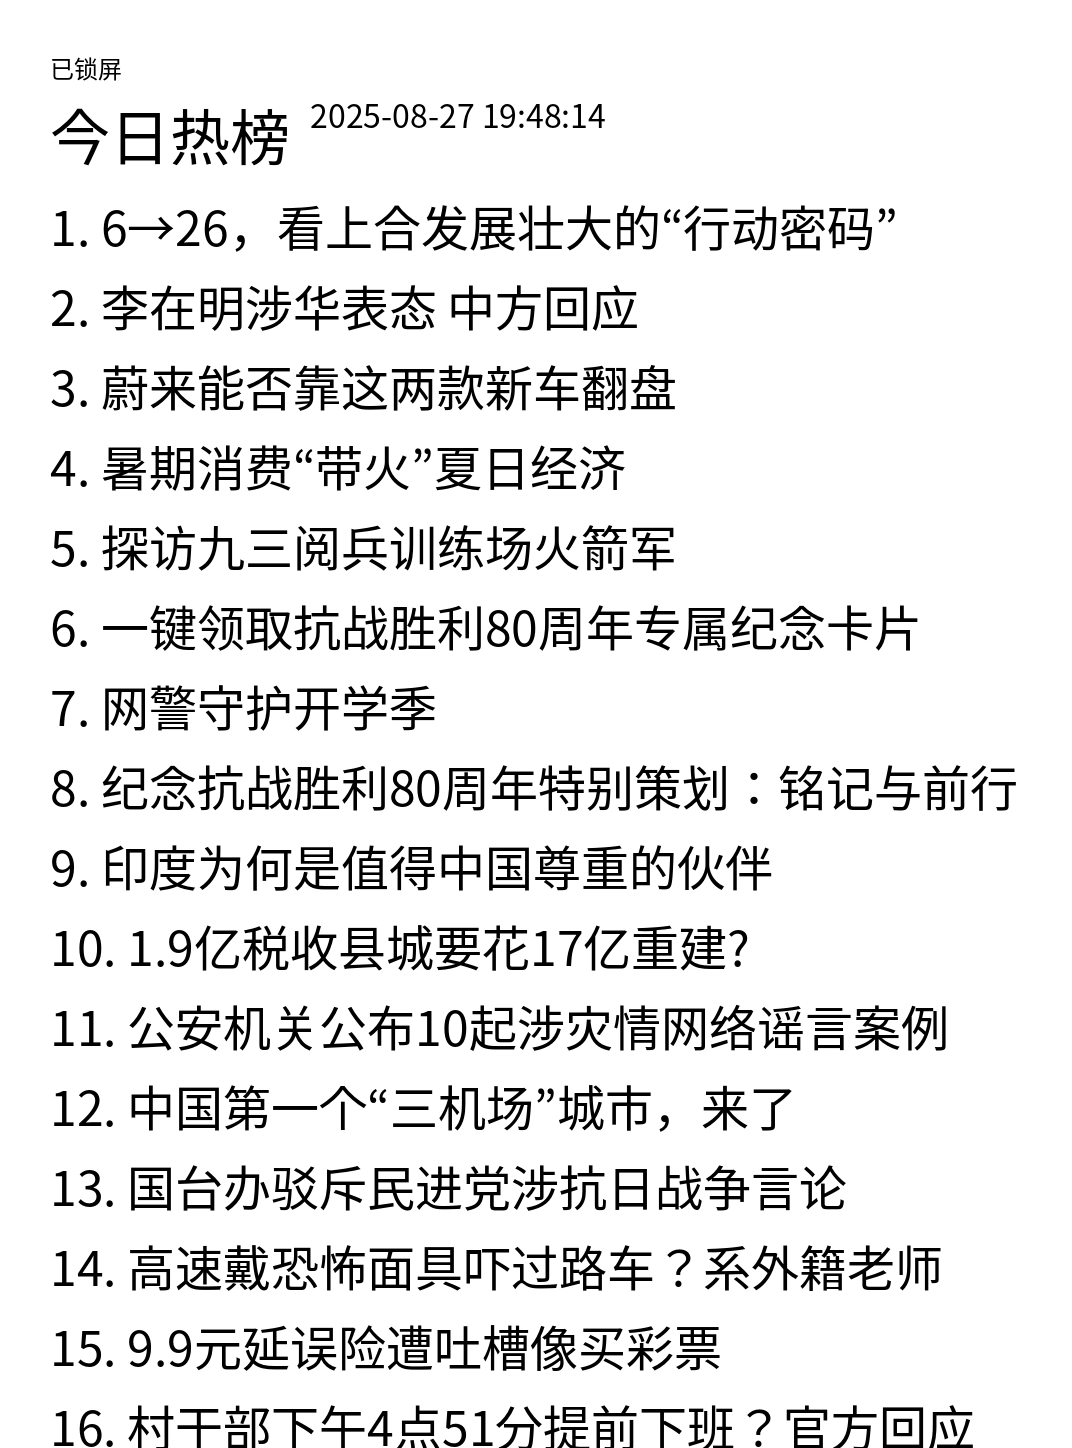 已锁屏
今日热榜 2025-08-27 19:48:14
1. 6→26，看上合发展壮大的“行动密码”
2. 李在明涉华表态 中方回应
3. 蔚来能否靠这两款新车翻盘
4. 暑期消费“带火”夏日经济
5. 探访九三阅兵训练场火箭军
6. 一键领取抗战胜利80周年专属纪念卡片
7. 网警守护开学季
8. 纪念抗战胜利80周年特别策划：铭记与前行
9. 印度为何是值得中国尊重的伙伴
10. 1.9亿税收县城要花17亿重建?
11. 公安机关公布10起涉灾情网络谣言案例
12. 中国第一个“三机场”城市，来了
13. 国台办驳斥民进党涉抗日战争言论
14. 高速戴恐怖面具吓过路车？系外籍老师
15. 9.9元延误险遭吐槽像买彩票
16. 村干部下午4点51分提前下班？官方回应